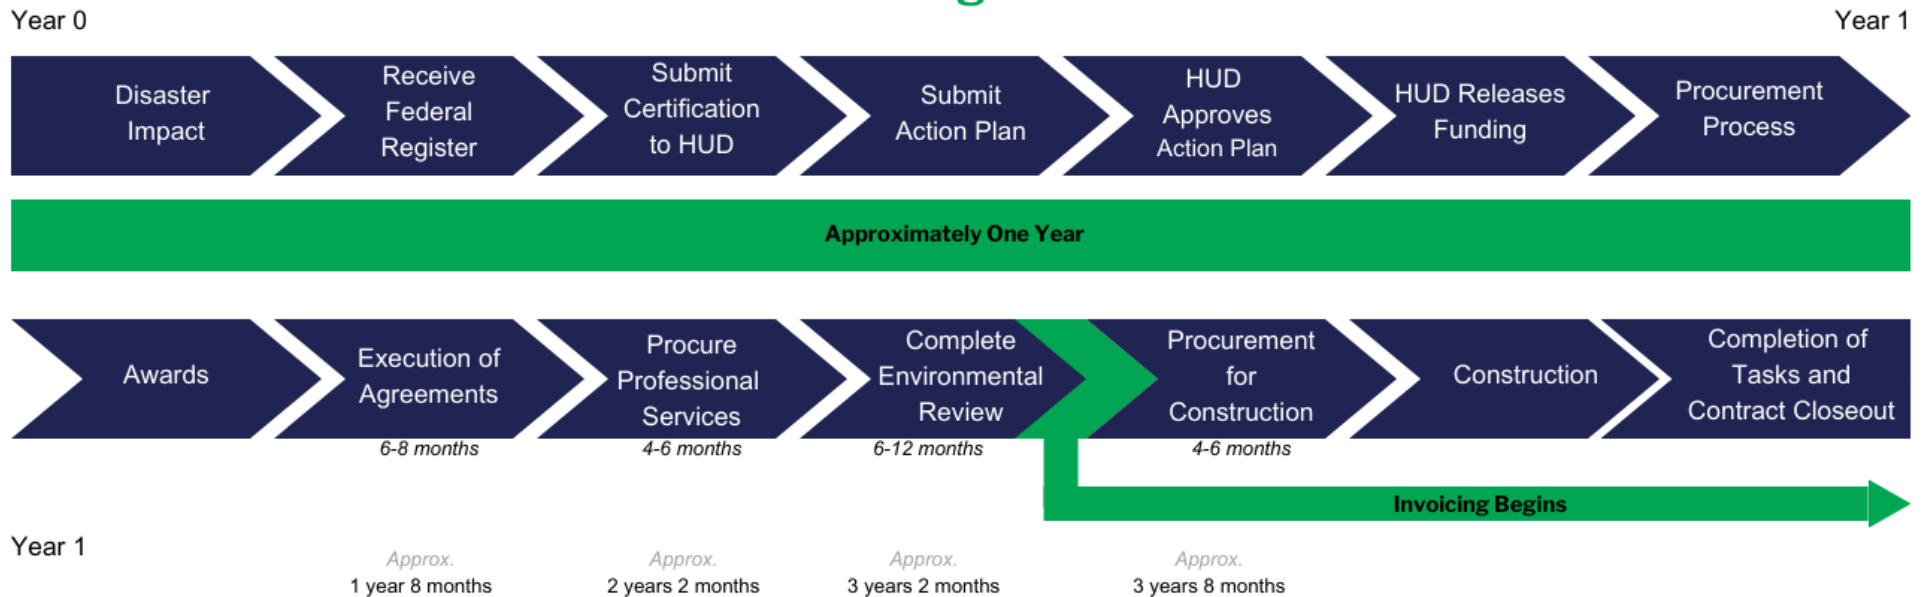 Year 0
Year 1
Disaster
Impact
Receive
Federal
Register
Submit
Certification
to HUD
Submit
Action Plan
HUD
Approves
Action Plan
HUD Releases
Funding
Procurement
Process
Approximately One Year
Awards
Execution of
Agreements
6-8 months
Procure
Professional
Services
4-6 months
Complete
Environmental
Review
6-12 months
Procurement
for
Construction
4-6 months
Construction
Completion of
Tasks and
Contract Closeout
Invoicing Begins
Year 1
Approx.
1 year 8 months
Approx.
2 years 2 months
Approx.
3 years 2 months
Approx.
3 years 8 months